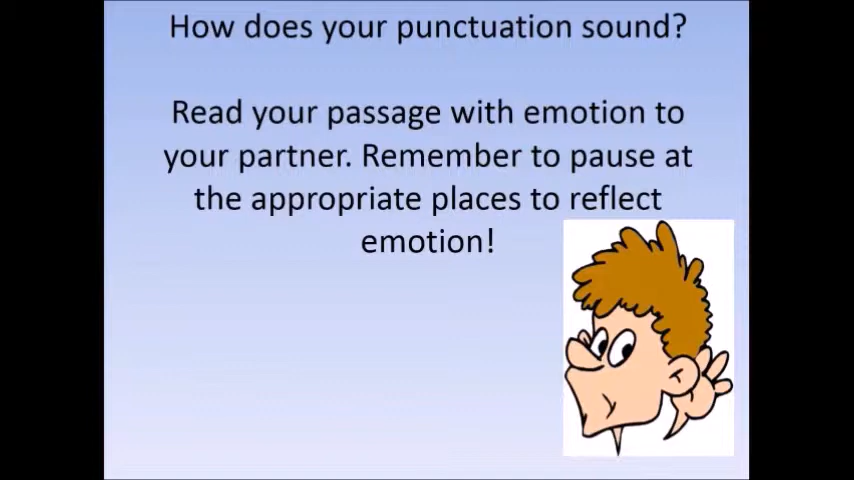 How does your punctuation sound?
Read your passage with emotion to
your partner. Remember to pause at
the appropriate places to reflect
emotion!